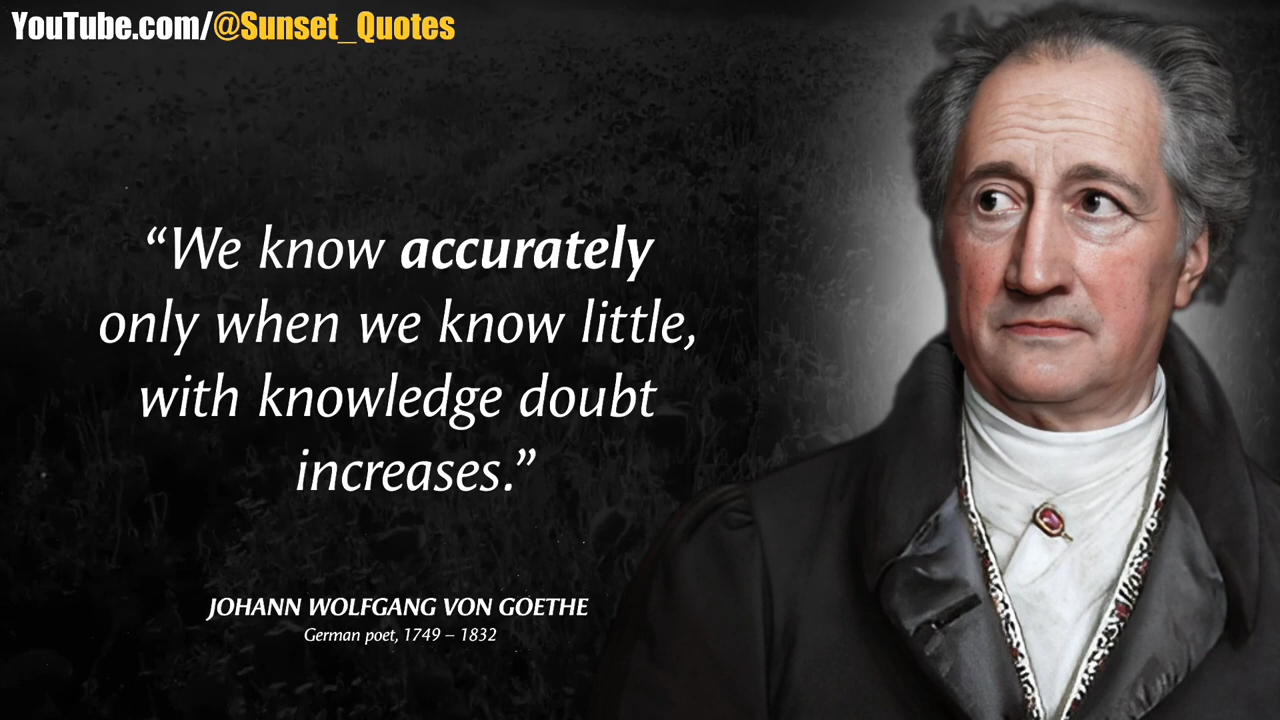 YouTube.com/@Sunset_Quotes
“We know accurately
only when we know little,
with knowledge doubt
increases.”
JOHANN WOLFGANG VON GOETHE
German poet, 1749 – 1832